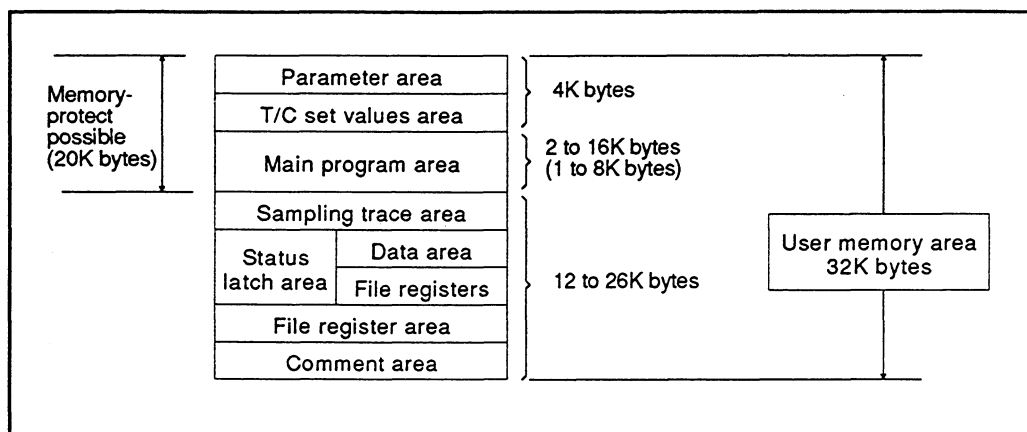 Memory-
protect
possible
(20K bytes)
Parameter area
T/C set values area
Main program area
Sampling trace area
Status
latch area
Data area
File registers
File register area
Comment area
4K bytes
2 to 16K bytes
(1 to 8K bytes)
12 to 26K bytes
User memory area
32K bytes